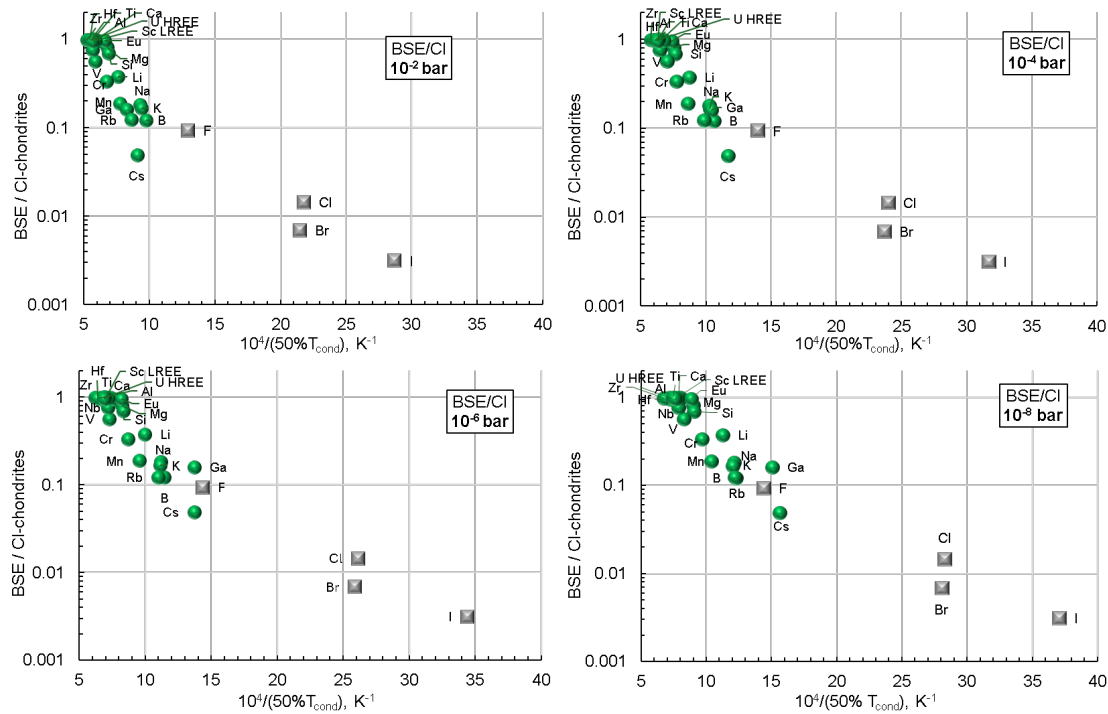 Zr Hf Ti Ca
Al U HREE
Sc LREE
1
Eu
Mg
Si
V
Cr
Li
Na
Mn
Ga
K
Rb
B
0.1
F
Cs
Cl
0.01
Br
I
0.001
5 10 15 20 25 30 35 40
BSE / CI-chondrites
10⁴/(50%Tcond), K⁻¹
BSE/CI
10⁻² bar
Zr Sc LREE
Hf Al Ti Ca U HREE
1
Eu
Mg
Si
V
Cr
Li
Na
K
Mn
Ga
Rb
B
0.1
F
Cs
Cl
0.01
Br
I
0.001
5 10 15 20 25 30 35 40
BSE / CI-chondrites
10⁴/(50%Tcond), K⁻¹
BSE/CI
10⁻⁴ bar
Hf Sc LREE
Zr Ti Ca U HREE
Al
1
Nb
Eu
Mg
V
Si
Cr
Li
Na
Mn
K
Ga
Rb
0.1
F
B
Cs
Cl
0.01
Br
I
0.001
5 10 15 20 25 30 35 40
BSE / CI-chondrites
10⁴/(50%Tcond), K⁻¹
BSE/CI
10⁻⁶ bar
U HREE Ti Ca Sc LREE
Zr Al
Eu
1
Hf
Mg
Nb
Si
V
Cr
Li
Na
Mn
K
Ga
B
0.1
Rb
F
Cs
Cl
0.01
Br
I
0.001
5 10 15 20 25 30 35 40
BSE / CI-chondrites
10⁴/(50% Tcond), K⁻¹
BSE/CI
10⁻⁸ bar